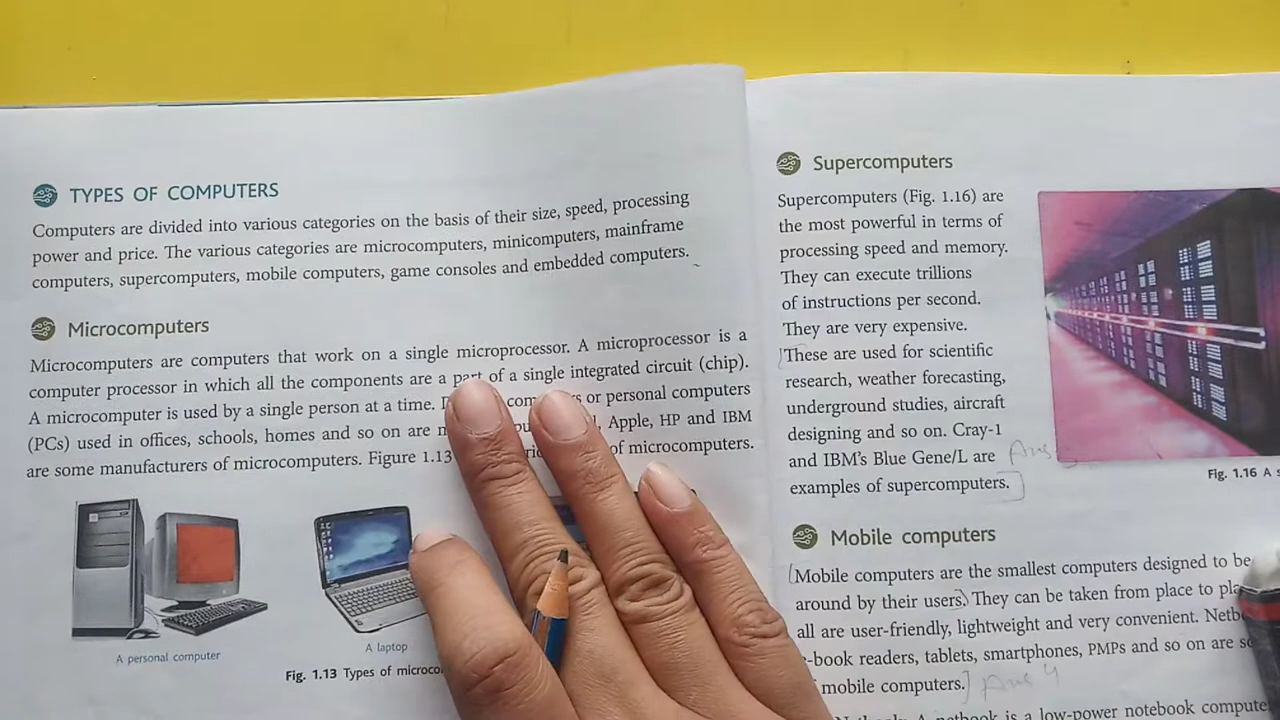 TYPES OF COMPUTERS
Computers are divided into various categories on the basis of their size, speed, processing
power and price. The various categories are microcomputers, minicomputers, mainframe
computers, supercomputers, mobile computers, game consoles and embedded computers.
Microcomputers
Microcomputers are computers that work on a single microprocessor. A microprocessor is a
computer processor in which all the components are a part of a single integrated circuit (chip).
A microcomputer is used by a single person at a time. or personal computers
(PCs) used in offices, schools, homes and so on are Apple, HP and IBM
are some manufacturers of microcomputers. Figure 1.13 of microcomputers.
A personal computer
A laptop
Fig. 1.13 Types of
Supercomputers
Supercomputers (Fig. 1.16) are
the most powerful in terms of
processing speed and memory.
They can execute trillions
of instructions per second.
They are very expensive.
These are used for scientific
research, weather forecasting,
underground studies, aircraft
designing and so on. Cray-1
and IBM's Blue Gene/L are Ans
examples of supercomputers.
Fig. 1.16 A
Mobile computers
Mobile computers are the smallest computers designed to be
around by their users. They can be taken from place to
all are user-friendly, lightweight and very convenient.
-book readers, tablets, smartphones, PMPs and so on are
mobile computers. Ans 4
A netbook is a low-power notebook